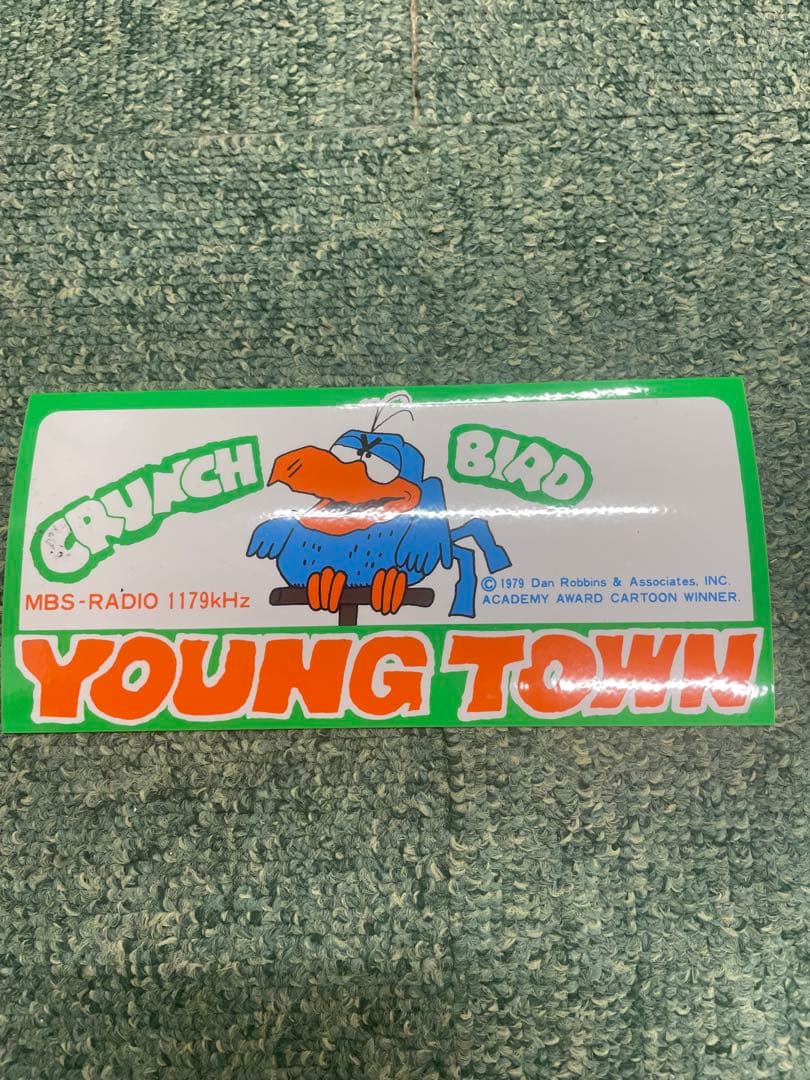 CRUNCH BIRD
MBS-RADIO 1179kHz
© 1979 Dan Robbins & Associates, INC.
ACADEMY AWARD CARTOON WINNER.
YOUNG TOWN